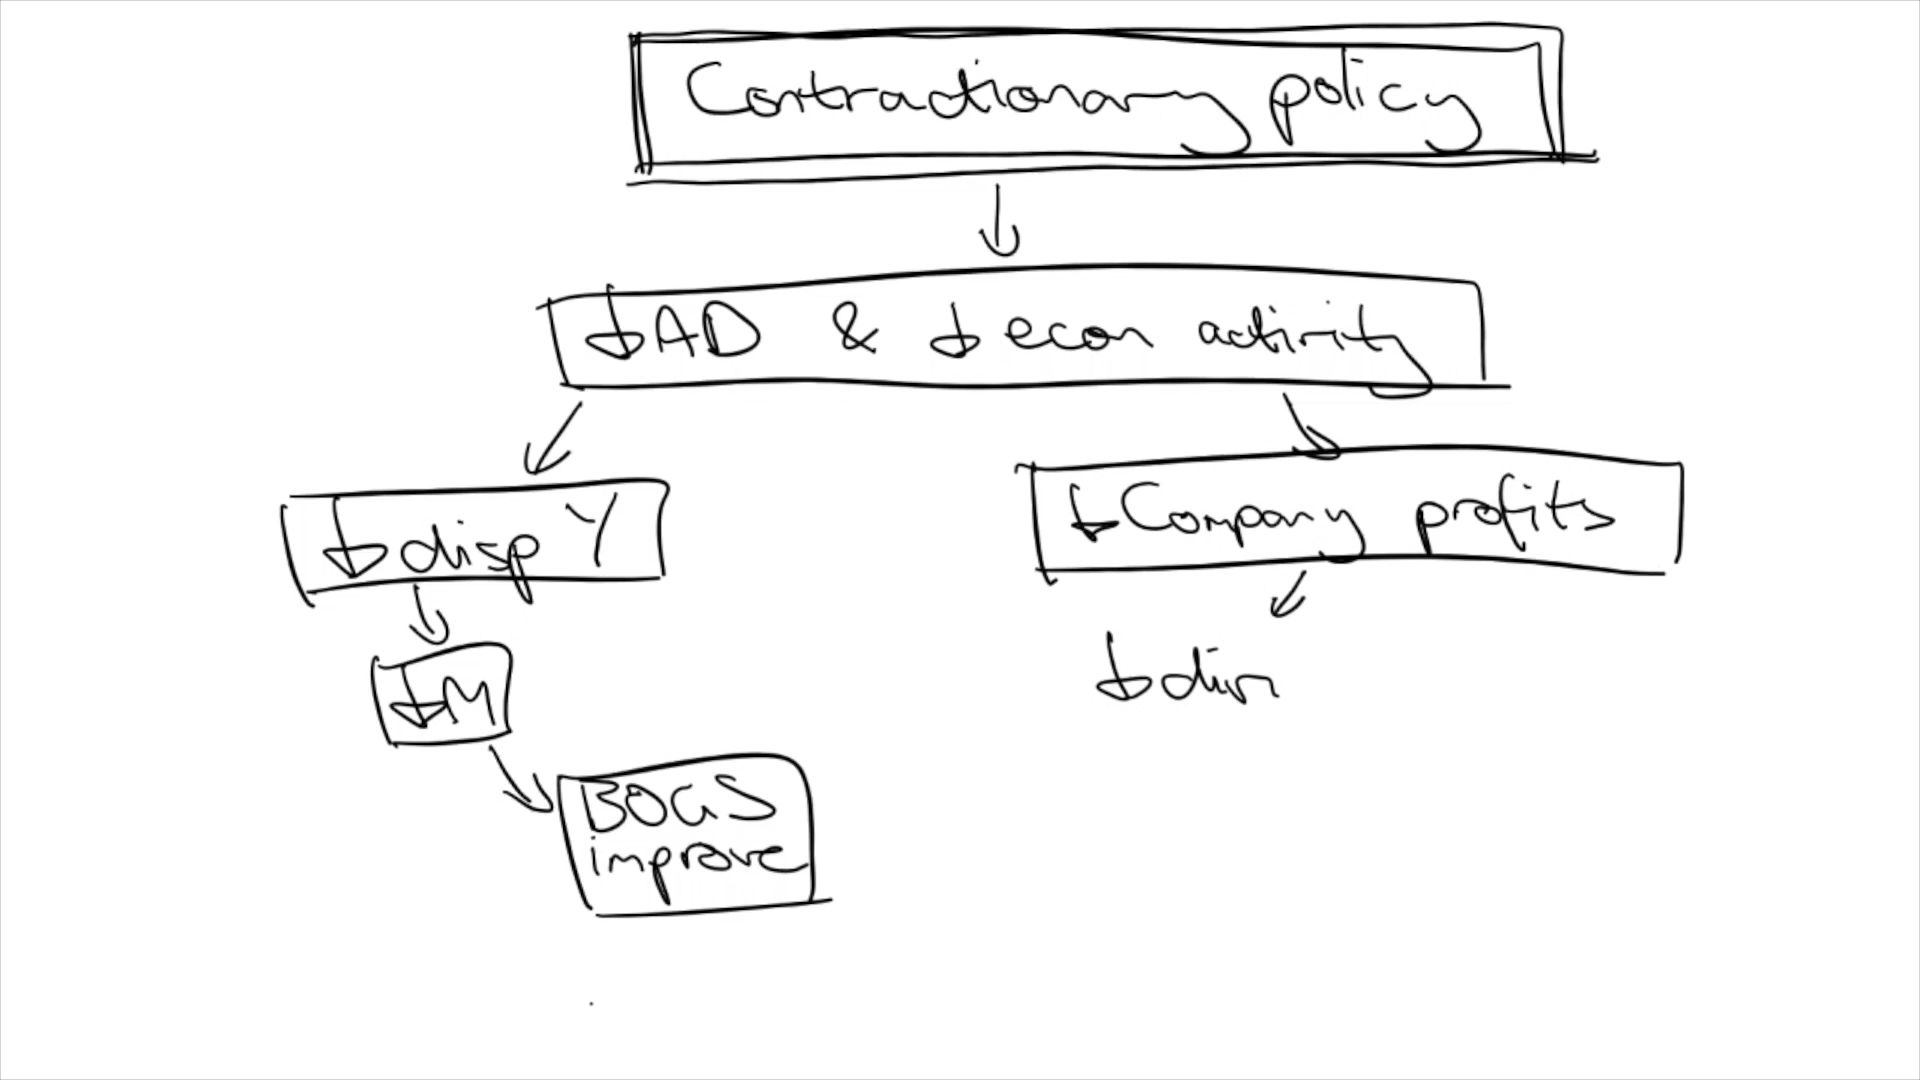 Contractionary policy
↓AD & ↓econ activity
↓disp Y
↓Company profits
↓M
↓div
BOGS
improve